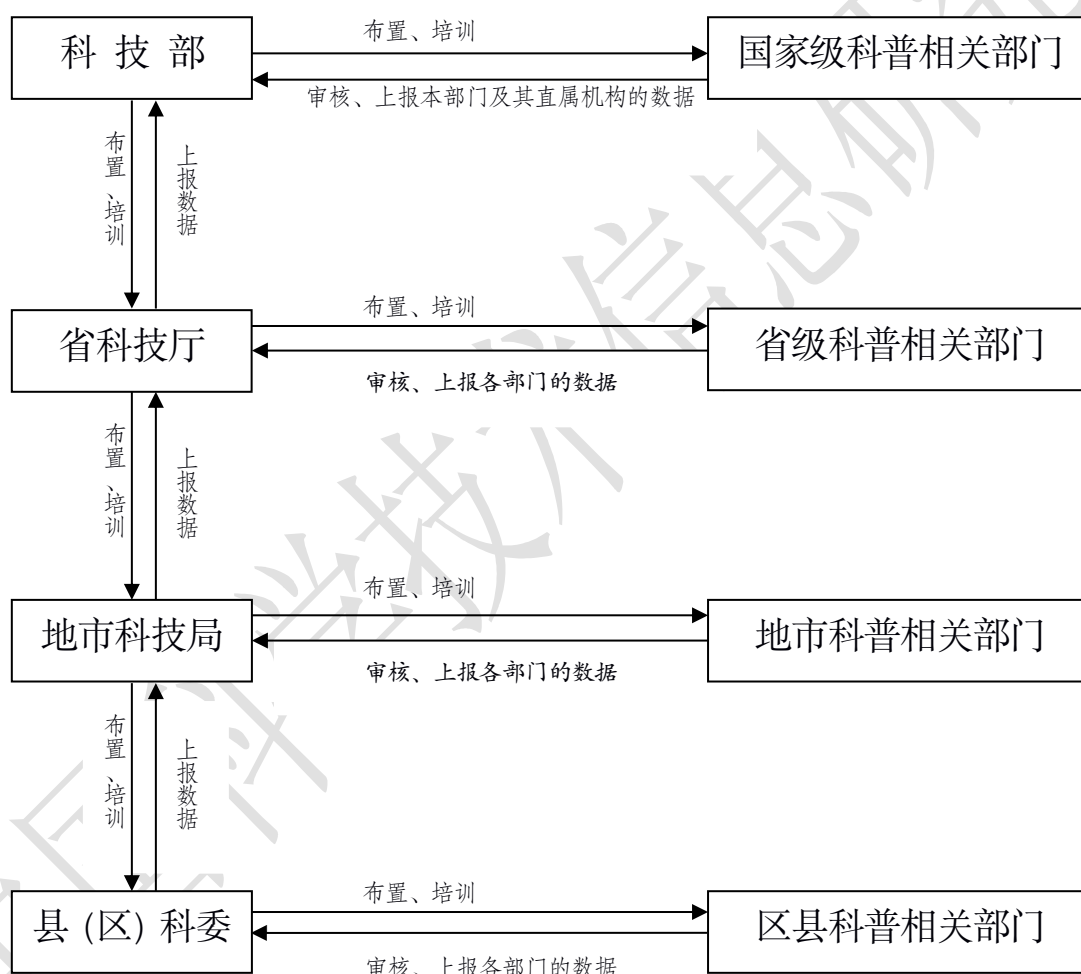 科 技 部
布置、培训
国家级科普相关部门
审核、上报本部门及其直属机构的数据
布置、培训
上报数据
省科技厅
布置、培训
省级科普相关部门
审核、上报各部门的数据
布置、培训
上报数据
地市科技局
布置、培训
地市科普相关部门
审核、上报各部门的数据
布置、培训
上报数据
县 (区) 科委
布置、培训
区县科普相关部门
审核、上报各部门的数据
科学技术信息研